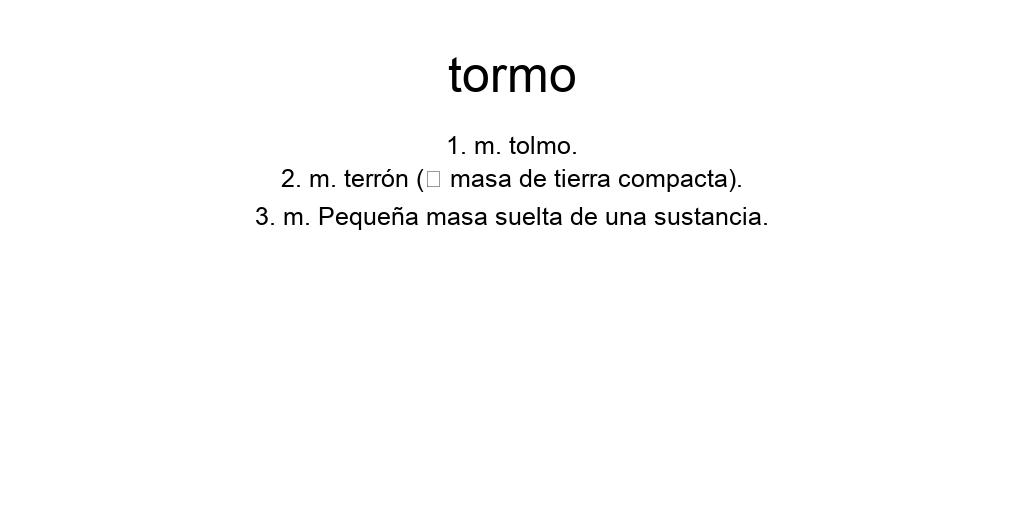 tormo
1. m. tolmo.
2. m. terrón (□ masa de tierra compacta).
3. m. Pequeña masa suelta de una sustancia.